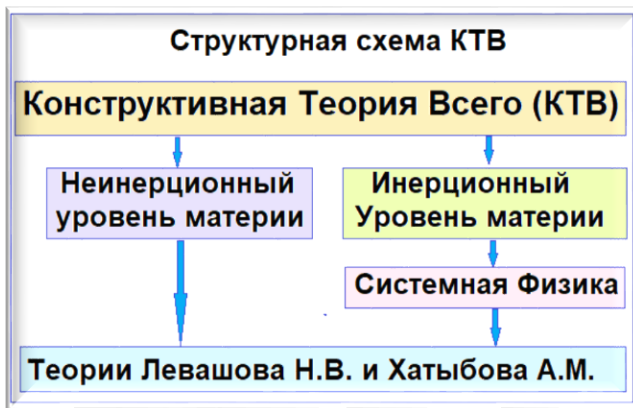 Структурная схема КТВ
Конструктивная Теория Всего (КТВ)
Неинерционный
уровень материи
Инерционный
Уровень материи
Системная Физика
Теории Левашова Н.В. и Хатыбова А.М.